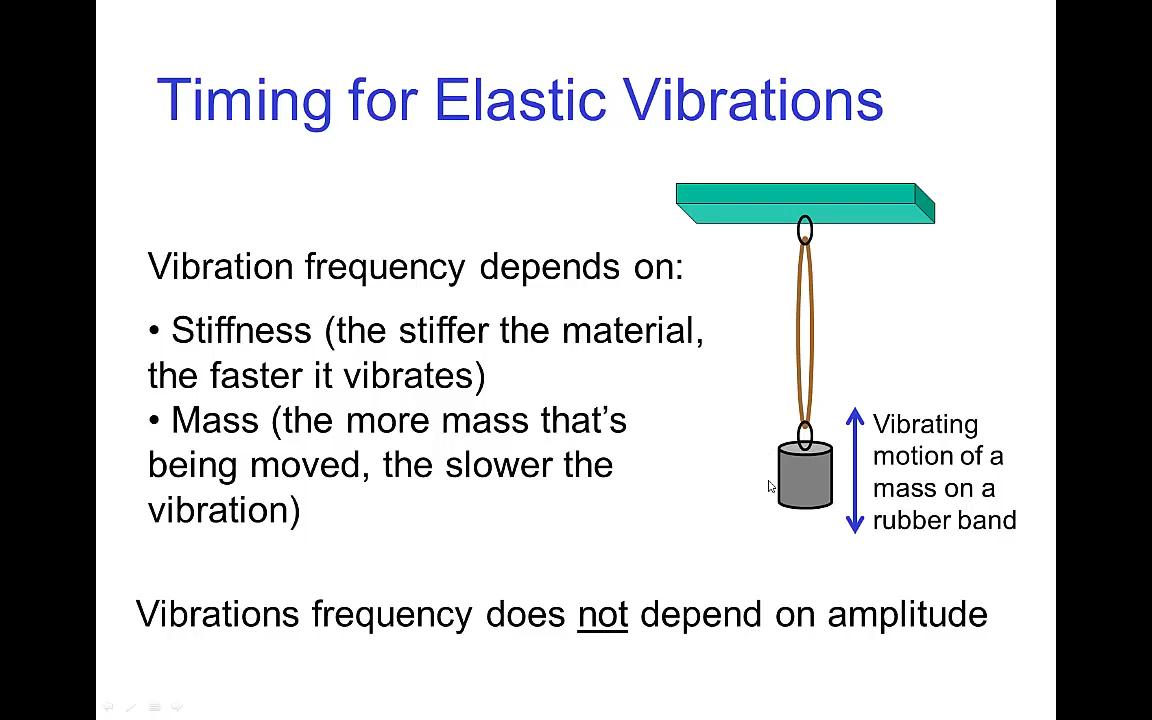 Timing for Elastic Vibrations
Vibration frequency depends on:
• Stiffness (the stiffer the material,
the faster it vibrates)
• Mass (the more mass that’s
being moved, the slower the
vibration)
Vibrating
motion of a
mass on a
rubber band
Vibrations frequency does not depend on amplitude